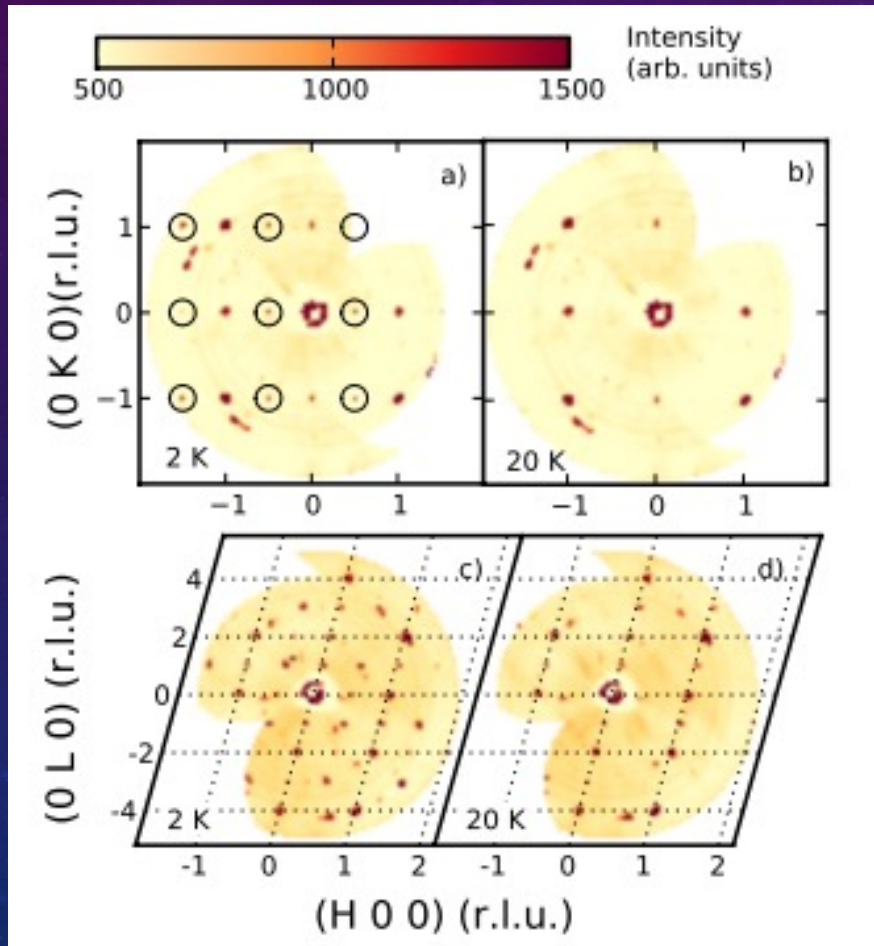 Intensity
(arb. units)
500 1000 1500
a) b)
(0 K 0)(r.l.u.)
1
0
−1
2 K 20 K
−1 0 1 −1 0 1
c) d)
(0 L 0) (r.l.u.)
4
2
0
-2
-4
2 K 20 K
-1 0 1 2 -1 0 1 2
(H 0 0) (r.l.u.)